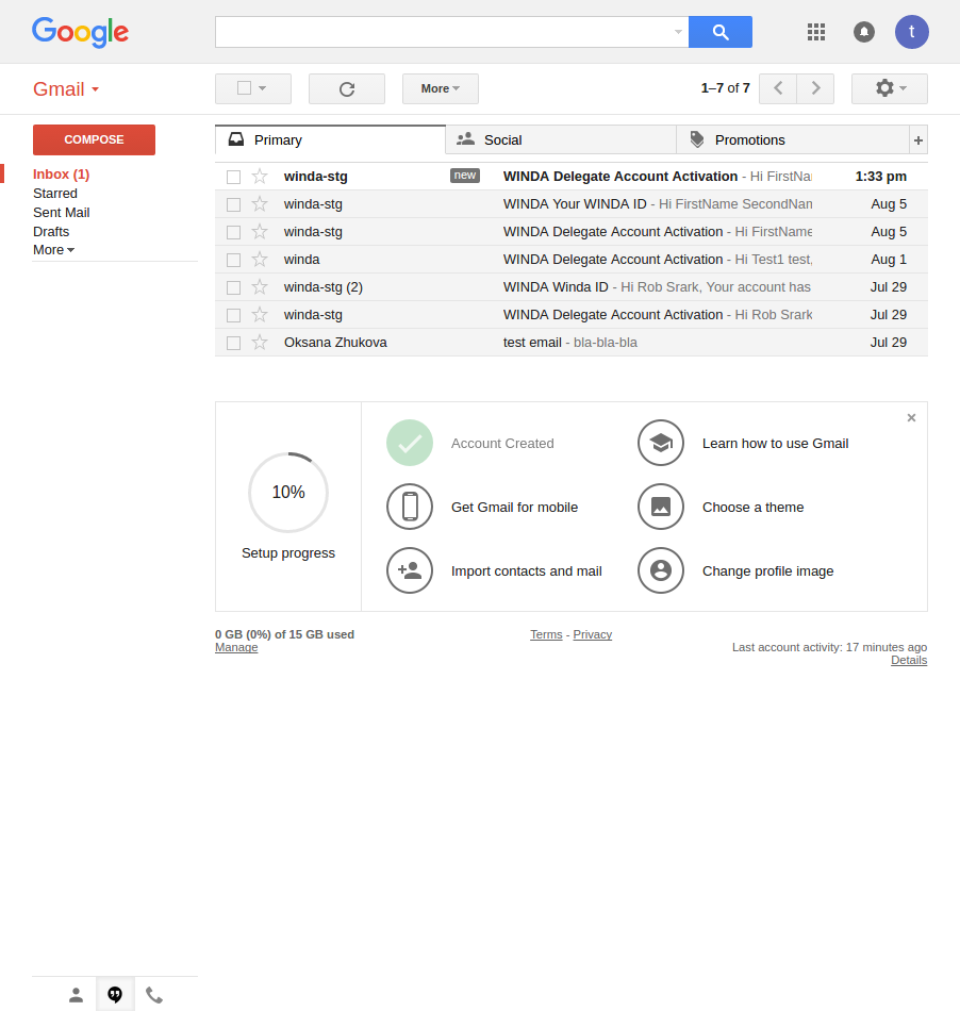 Google
t
Gmail
More
1–7 of 7
COMPOSE
Primary
Social
Promotions
+
Inbox (1)
Starred
Sent Mail
Drafts
More
winda-stg new WINDA Delegate Account Activation - Hi FirstNa 1:33 pm
winda-stg WINDA Your WINDA ID - Hi FirstName SecondNam Aug 5
winda-stg WINDA Delegate Account Activation - Hi FirstName Aug 5
winda WINDA Delegate Account Activation - Hi Test1 test, Aug 1
winda-stg (2) WINDA Winda ID - Hi Rob Srark, Your account has Jul 29
winda-stg WINDA Delegate Account Activation - Hi Rob Srark Jul 29
Oksana Zhukova test email - bla-bla-bla Jul 29
10%
Setup progress
Account Created
Learn how to use Gmail
Get Gmail for mobile
Choose a theme
Import contacts and mail
Change profile image
0 GB (0%) of 15 GB used
Manage
Terms - Privacy
Last account activity: 17 minutes ago
Details